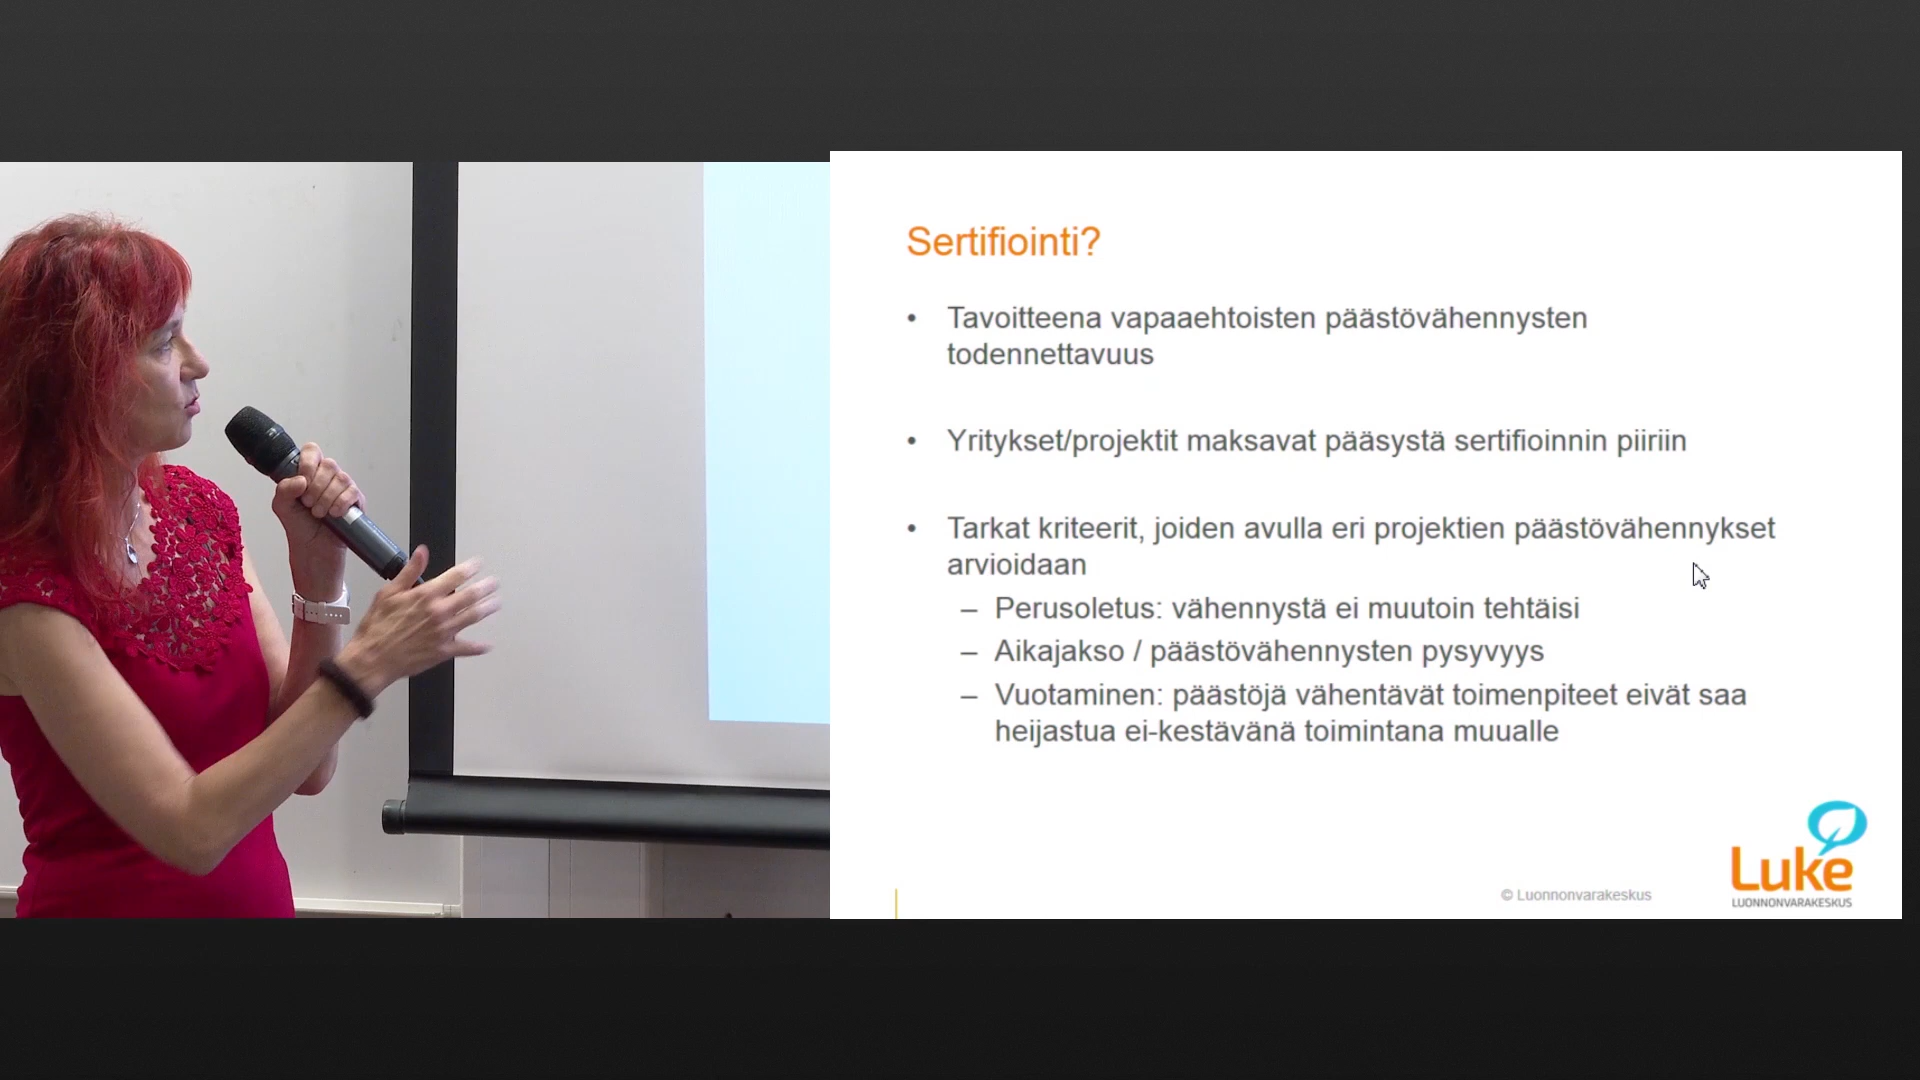 Sertifiointi?
• Tavoitteena vapaaehtoisten päästövähennysten
todennettavuus
• Yritykset/projektit maksavat pääsystä sertifioinnin piiriin
• Tarkat kriteerit, joiden avulla eri projektien päästövähennykset
arvioidaan
– Perusoletus: vähennystä ei muutoin tehtäisi
– Aikajakso / päästövähennysten pysyvyys
– Vuotaminen: päästöjä vähentävät toimenpiteet eivät saa
heijastua ei-kestävänä toimintana muualle
© Luonnonvarakeskus
Luke
LUONNONVARAKESKUS